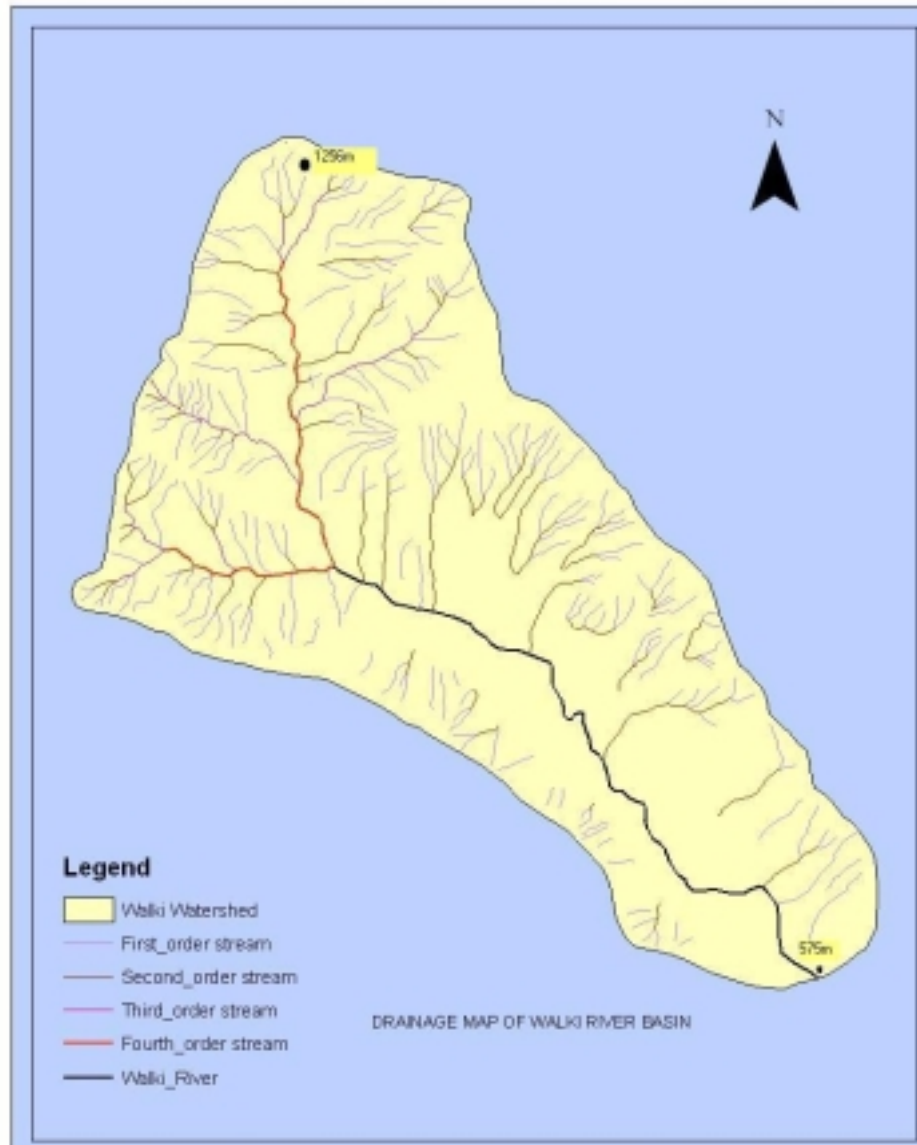 N
1256m
575m
Legend
Walki Watershed
First_order stream
Second_order stream
Third_order stream
Fourth_order stream
Walki_River
DRAINAGE MAP OF WALKI RIVER BASIN